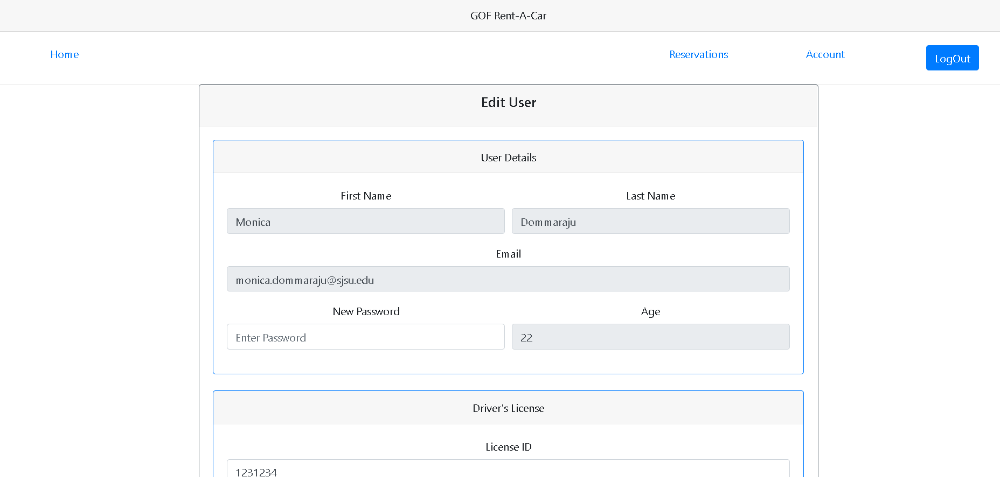 GOF Rent-A-Car
Home Reservations Account LogOut
Edit User
User Details
First Name Last Name
Monica Dommaraju
Email
monica.dommaraju@sjsu.edu
New Password Age
Enter Password 22
Driver's License
License ID
1231234